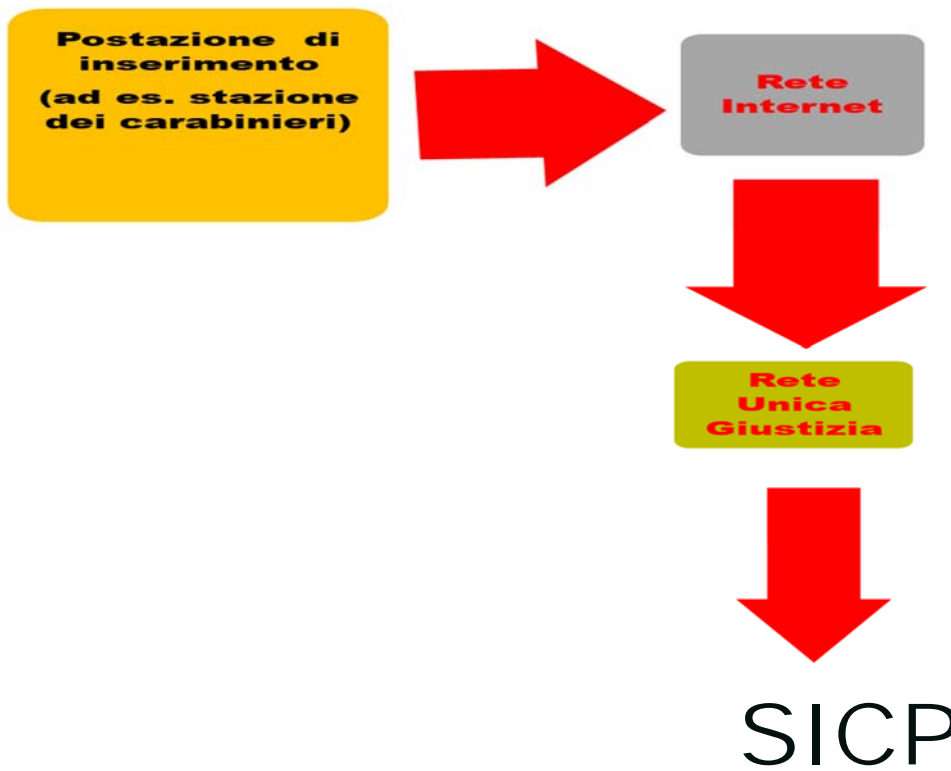 Postazione di
inserimento
(ad es. stazione
dei carabinieri)
Rete
Internet
Rete
Unica
Giustizia
SICP